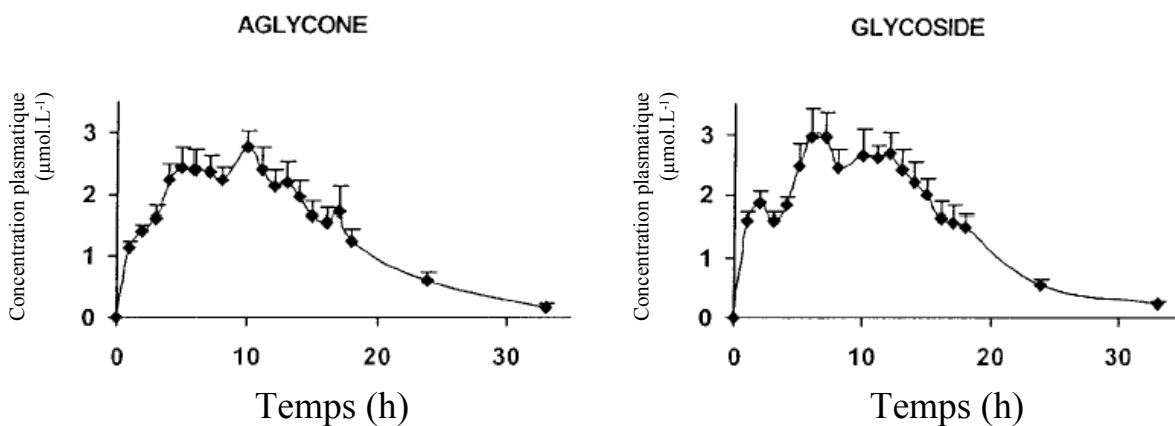 AGLYCONE
Concentration plasmatique
(µmol.L⁻¹)
3
2
1
0
0 10 20 30
Temps (h)
GLYCOSIDE
Concentration plasmatique
(µmol.L⁻¹)
3
2
1
0
0 10 20 30
Temps (h)